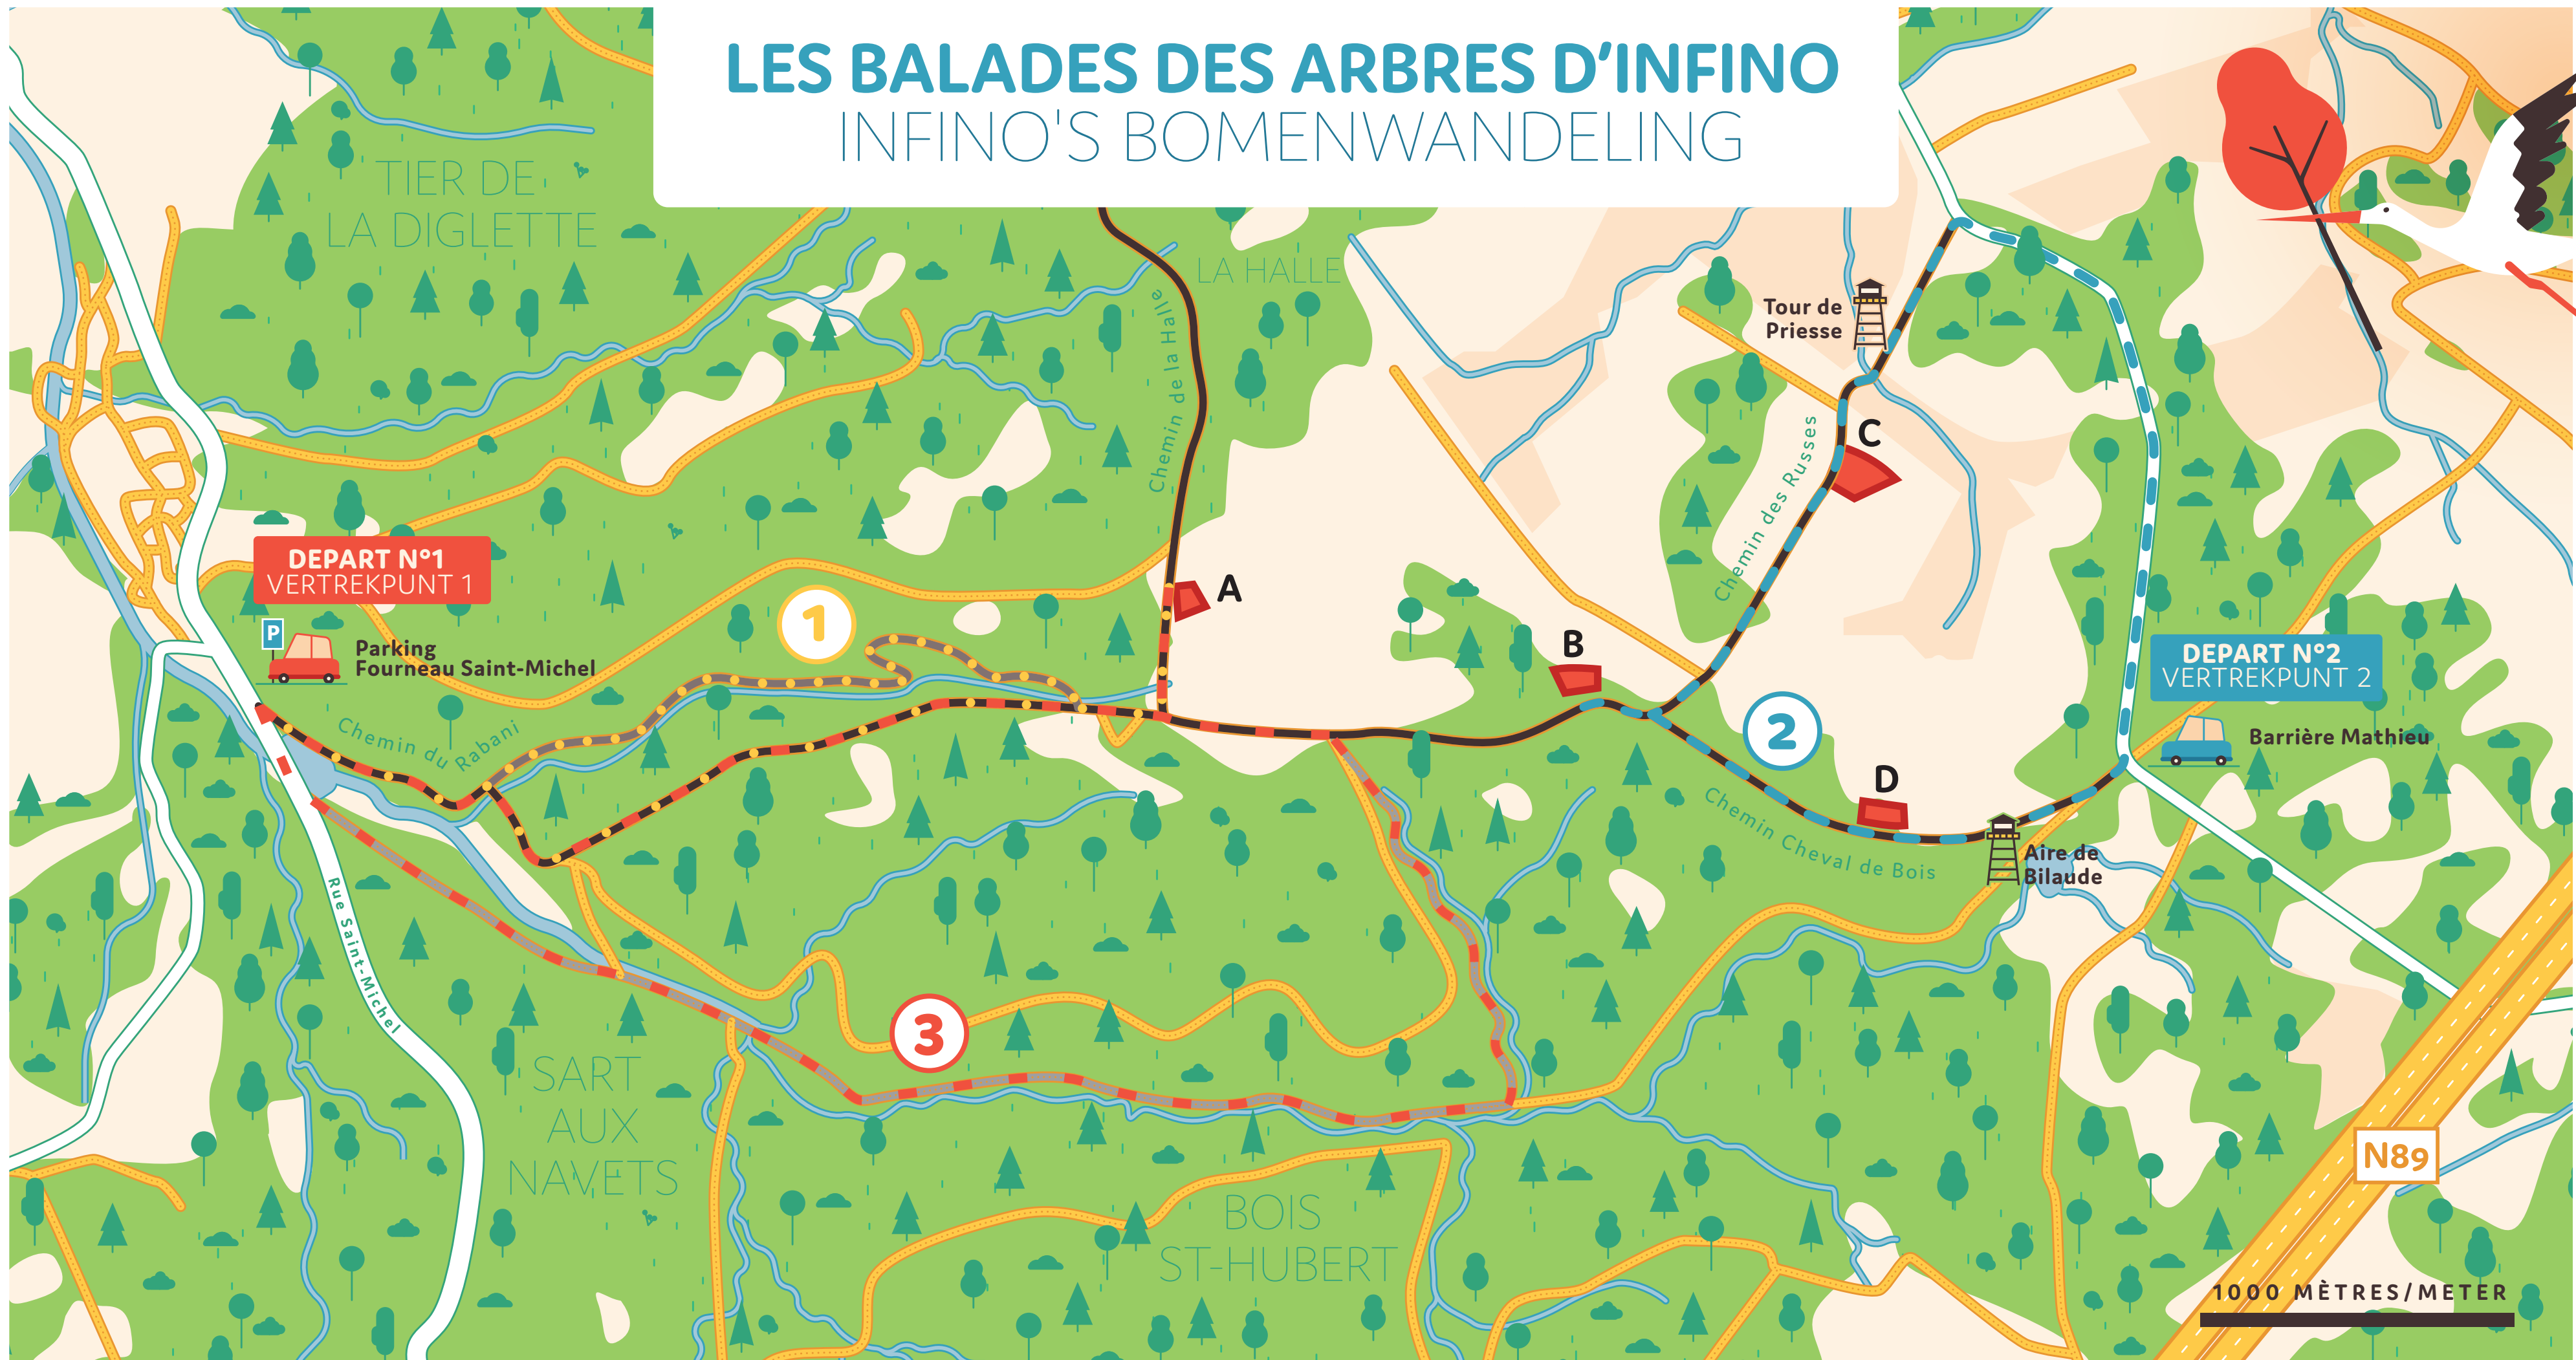 LES BALADES DES ARBRES D'INFINO
INFINO'S BOMENWANDELING
TIER DE
LA DIGLETTE
LA HALLE
Chemin de la Halle
Tour de
Priesse
C
Chemin des Russes
DEPART N°1
VERTREKPUNT 1
P
Parking
Fourneau Saint-Michel
1
A
B
DEPART N°2
VERTREKPUNT 2
Barrière Mathieu
Chemin du Rabani
2
D
Chemin Cheval de Bois
Aire de
Bilaude
Rue Saint-Michel
3
SART
AUX
NAVETS
BOIS
ST-HUBERT
N89
1000 MÈTRES/METER